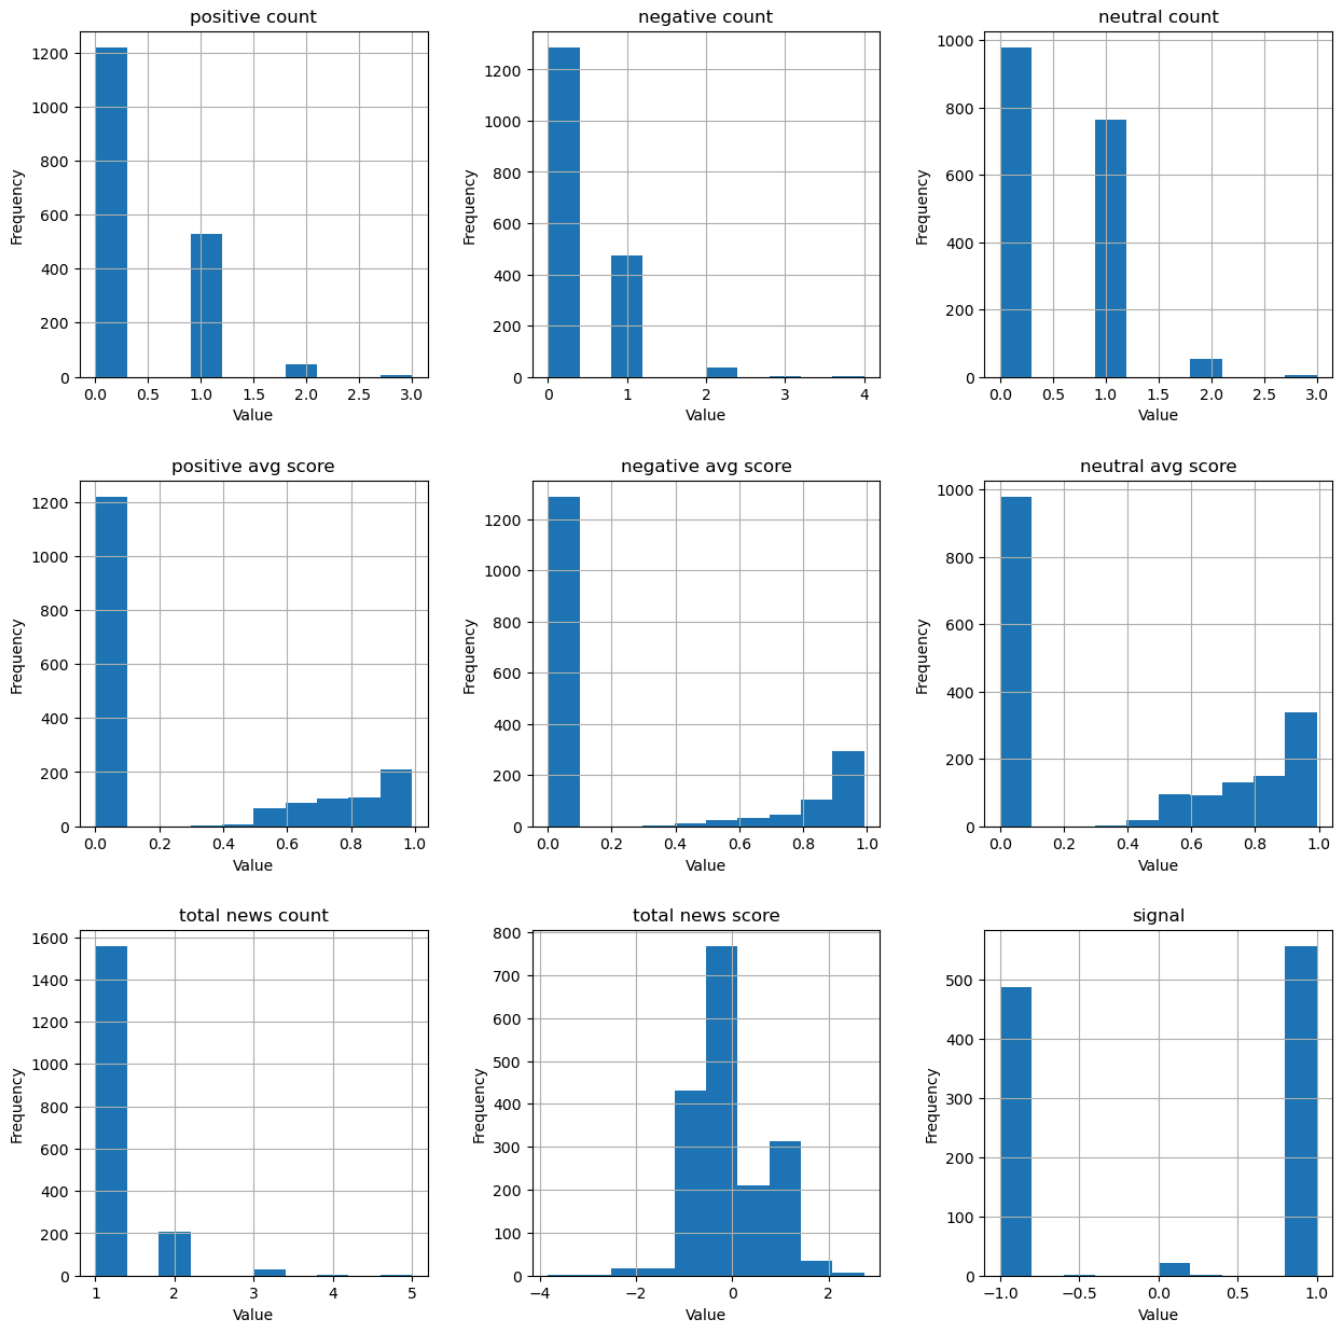 positive count
1200
1000
800
600
400
200
0
0.0 0.5 1.0 1.5 2.0 2.5 3.0
Value
Frequency
negative count
1200
1000
800
600
400
200
0
0 1 2 3 4
Value
Frequency
neutral count
1000
800
600
400
200
0
0.0 0.5 1.0 1.5 2.0 2.5 3.0
Value
Frequency
positive avg score
1200
1000
800
600
400
200
0
0.0 0.2 0.4 0.6 0.8 1.0
Value
Frequency
negative avg score
1200
1000
800
600
400
200
0
0.0 0.2 0.4 0.6 0.8 1.0
Value
Frequency
neutral avg score
1000
800
600
400
200
0
0.0 0.2 0.4 0.6 0.8 1.0
Value
Frequency
total news count
1600
1400
1200
1000
800
600
400
200
0
1 2 3 4 5
Value
Frequency
total news score
800
700
600
500
400
300
200
100
0
−4 −2 0 2
Value
Frequency
signal
500
400
300
200
100
0
−1.0 −0.5 0.0 0.5 1.0
Value
Frequency